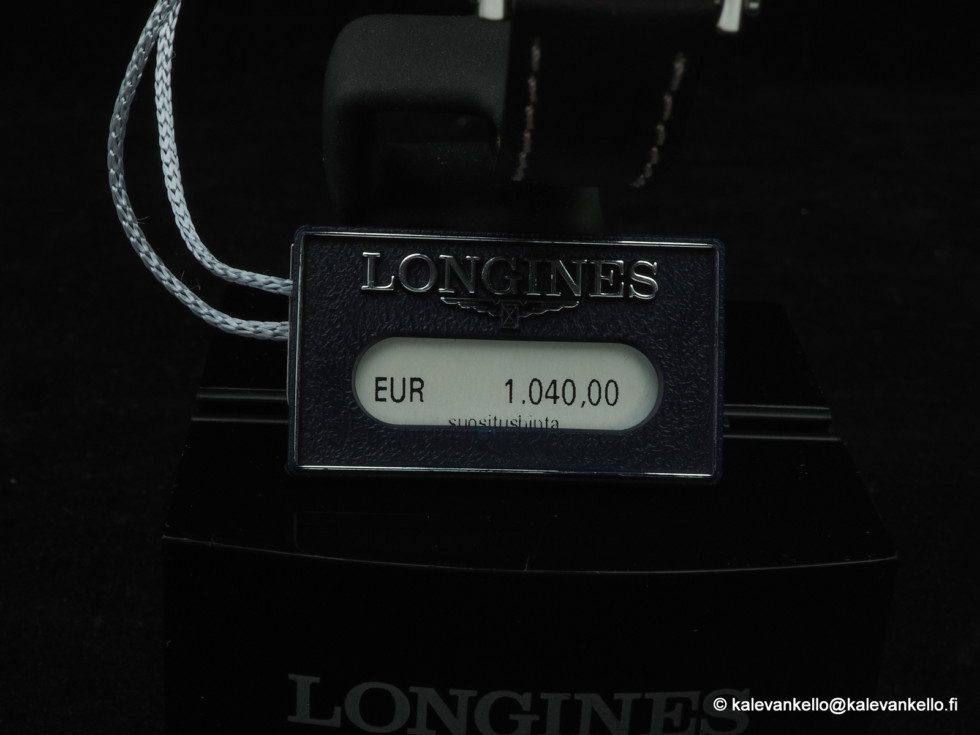 LONGINES
EUR 1.040,00
suositushinta
LONGINES
© kalevankello@kalevankello.fi